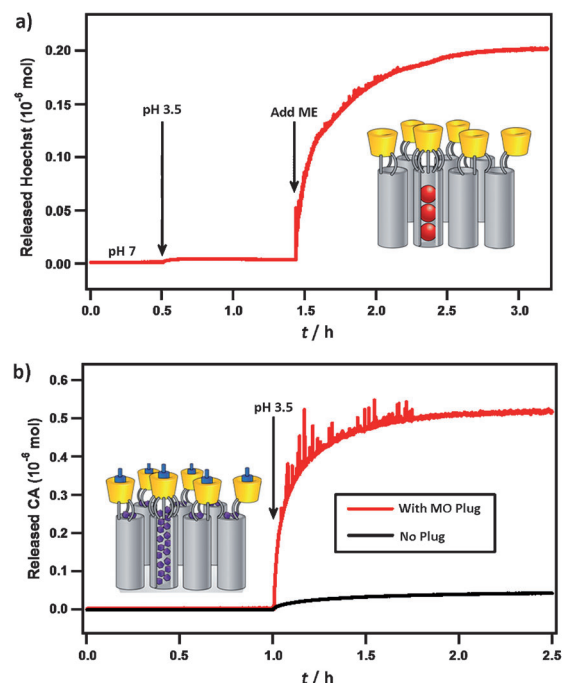 a)
Released Hoechst (10⁻⁶ mol)
0.20
0.15
0.10
0.05
0.00
pH 3.5
Add ME
pH 7
0.0 0.5 1.0 1.5 2.0 2.5 3.0
t / h
b)
Released CA (10⁻⁶ mol)
0.6
0.5
0.4
0.3
0.2
0.1
0.0
pH 3.5
With MO Plug
No Plug
0.0 0.5 1.0 1.5 2.0 2.5
t / h